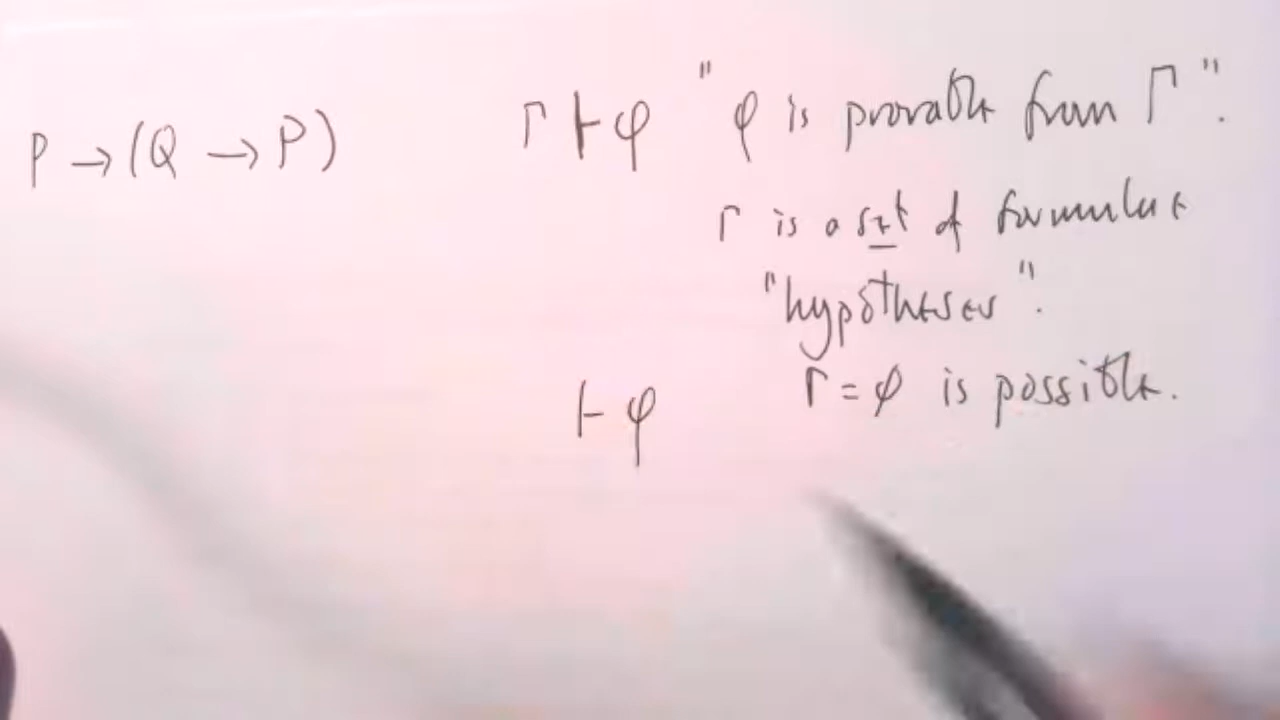 P → (Q → P)
Γ ⊢ φ "φ is provable from Γ".
Γ is a set of formulae
"hypotheses".
Γ = ∅ is possible.
⊢ φ